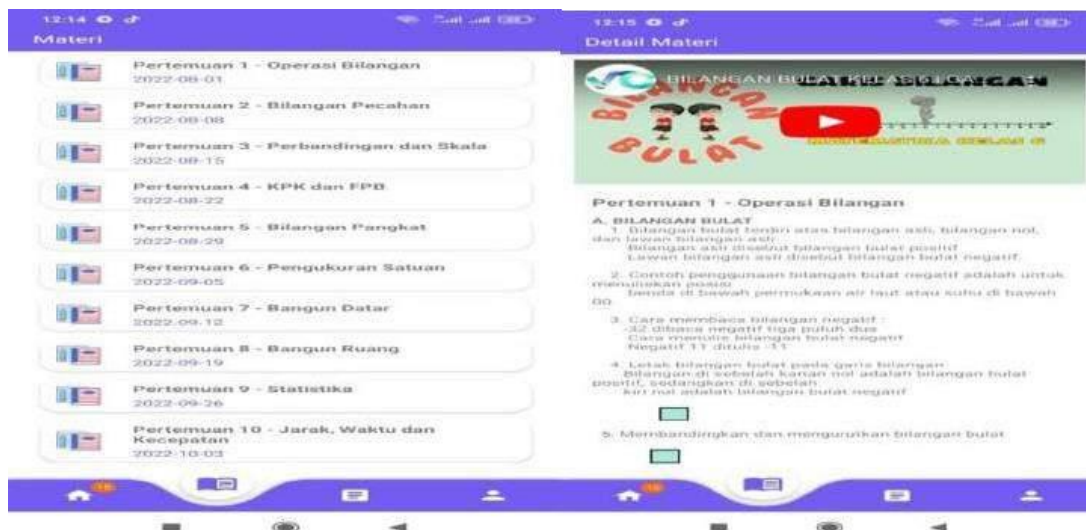 12:14
Materi
Pertemuan 1 - Operasi Bilangan
2022-08-01
Pertemuan 2 - Bilangan Pecahan
2022-08-08
Pertemuan 3 - Perbandingan dan Skala
2022-08-15
Pertemuan 4 - KPK dan FPB
2022-08-22
Pertemuan 5 - Bilangan Pangkat
2022-08-29
Pertemuan 6 - Pengukuran Satuan
2022-09-05
Pertemuan 7 - Bangun Datar
2022-09-12
Pertemuan 8 - Bangun Ruang
2022-09-19
Pertemuan 9 - Statistika
2022-09-26
Pertemuan 10 - Jarak, Waktu dan
Kecepatan
2022-10-03
12:15
Detail Materi
BILANGAN BULAT KELAS
GARIS BILANGAN
BILANGAN
BULAT
MATEMATIKA KELAS 6
Pertemuan 1 - Operasi Bilangan
A. BILANGAN BULAT
1. Bilangan bulat terdiri atas bilangan asli, bilangan nol,
dan lawan bilangan asli.
Bilangan asli disebut bilangan bulat positif
Lawan bilangan asli disebut bilangan bulat negatif.
2. Contoh penggunaan bilangan bulat negatif adalah untuk
menuliskan posisi
benda di bawah permukaan air laut atau suhu di bawah
00.
3. Cara membaca bilangan negatif :
-32 dibaca negatif tiga puluh dua
Cara menulis bilangan bulat negatif
Negatif 11 ditulis -11
4. Letak bilangan bulat pada garis bilangan
Bilangan di sebelah kanan nol adalah bilangan bulat
positif, sedangkan di sebelah
kiri nol adalah bilangan bulat negatif
5. Membandingkan dan mengurutkan bilangan bulat